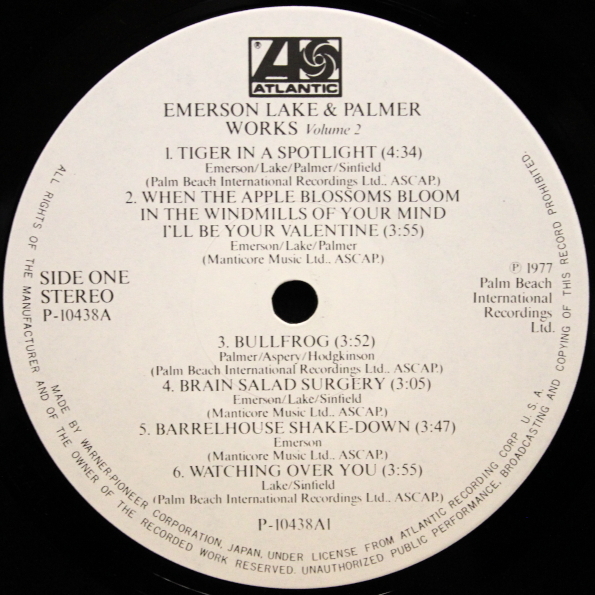 ®
ATLANTIC
EMERSON LAKE & PALMER
WORKS Volume 2
1. TIGER IN A SPOTLIGHT (4:34)
Emerson/Lake/Palmer/Sinfield
(Palm Beach International Recordings Ltd., ASCAP.)
2. WHEN THE APPLE BLOSSOMS BLOOM
IN THE WINDMILLS OF YOUR MIND
I'LL BE YOUR VALENTINE (3:55)
Emerson/Lake/Palmer
(Manticore Music Ltd., ASCAP.)
SIDE ONE
STEREO
P-10438A
℗ 1977
Palm Beach
International
Recordings
Ltd.
3. BULLFROG (3:52)
Palmer/Aspery/Hodgkinson
(Palm Beach International Recordings Ltd., ASCAP.)
4. BRAIN SALAD SURGERY (3:05)
Emerson/Lake/Sinfield
(Manticore Music Ltd., ASCAP.)
5. BARRELHOUSE SHAKE-DOWN (3:47)
Emerson
(Manticore Music Ltd., ASCAP.)
6. WATCHING OVER YOU (3:55)
Lake/Sinfield
(Palm Beach International Recordings Ltd., ASCAP.)
P-10438A1
MADE BY WARNER-PIONEER CORPORATION, JAPAN, UNDER LICENSE FROM ATLANTIC RECORDING CORP. U.S.A.
ALL RIGHTS OF THE MANUFACTURER AND OF THE OWNER OF THE RECORDED WORK RESERVED. UNAUTHORIZED PUBLIC PERFORMANCE, BROADCASTING AND COPYING OF THIS RECORD PROHIBITED.